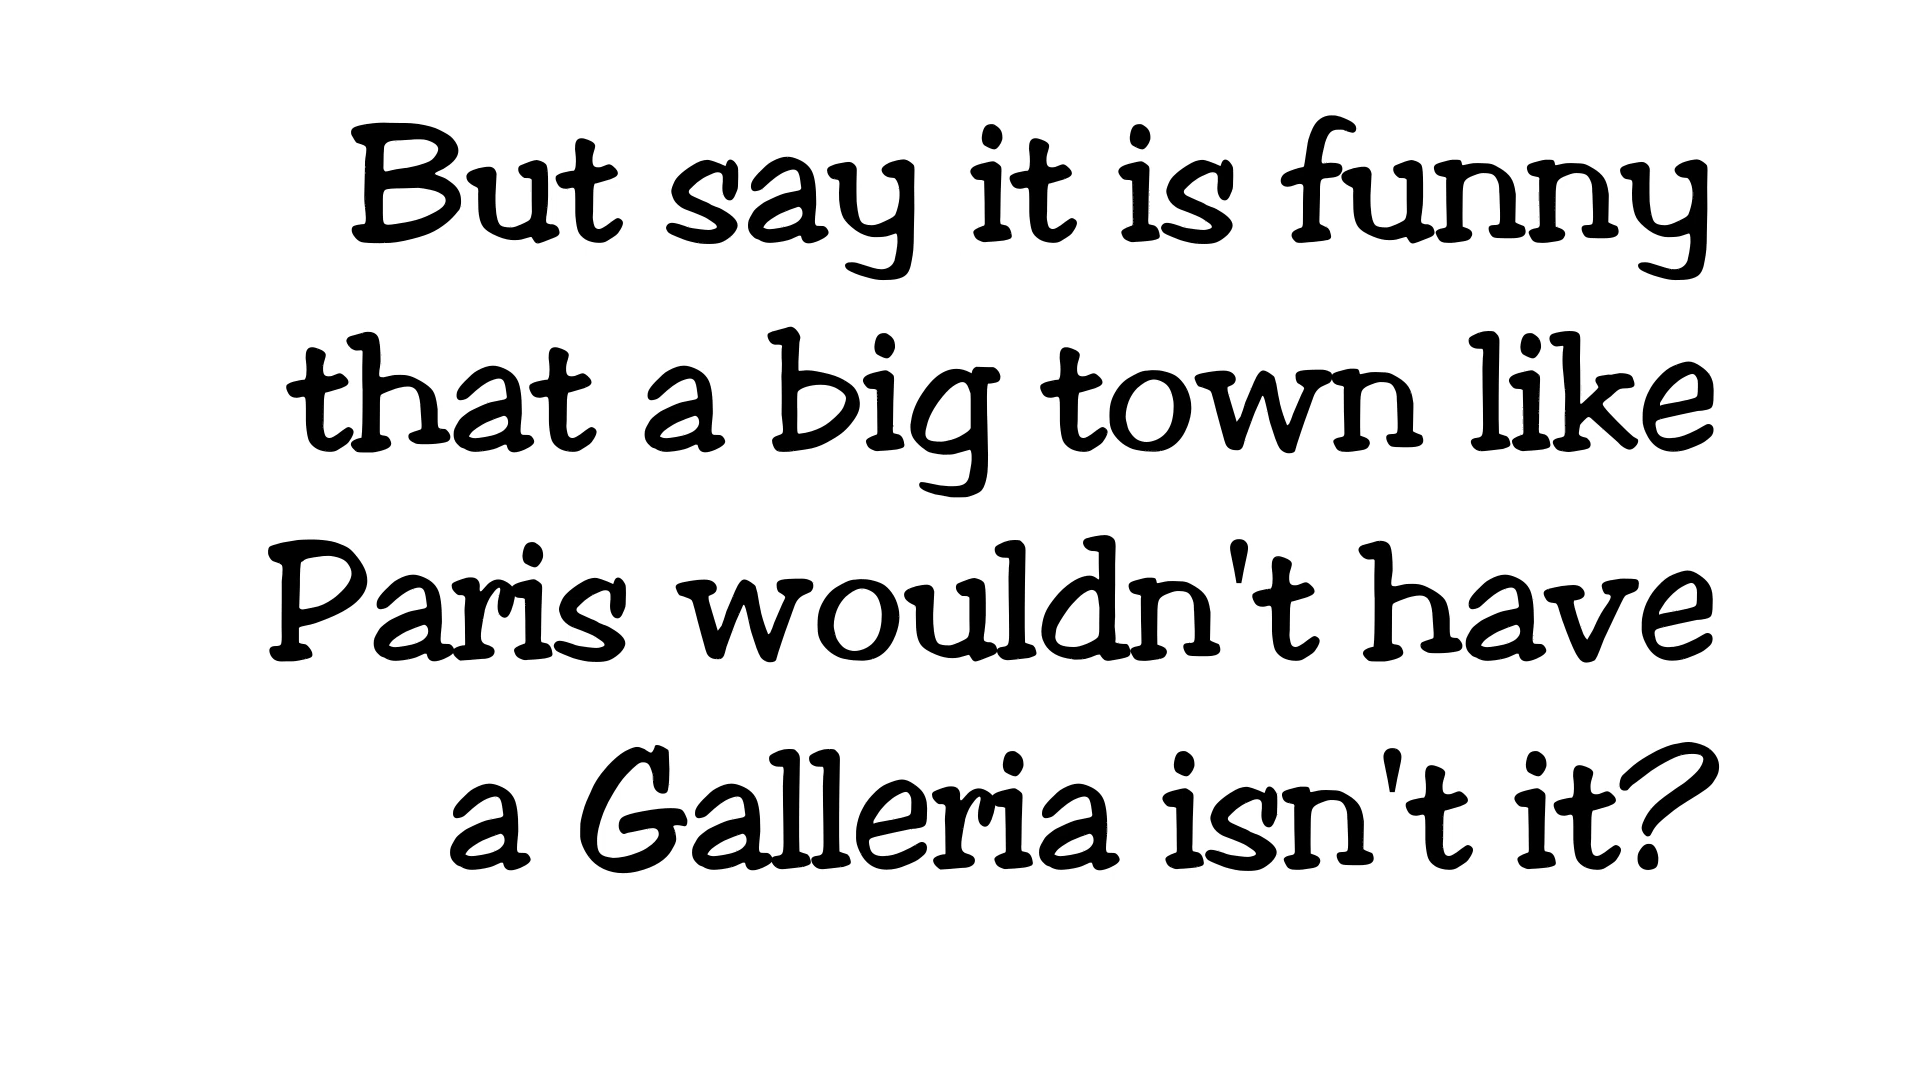 But say it is funny
that a big town like
Paris wouldn't have
a Galleria isn't it?